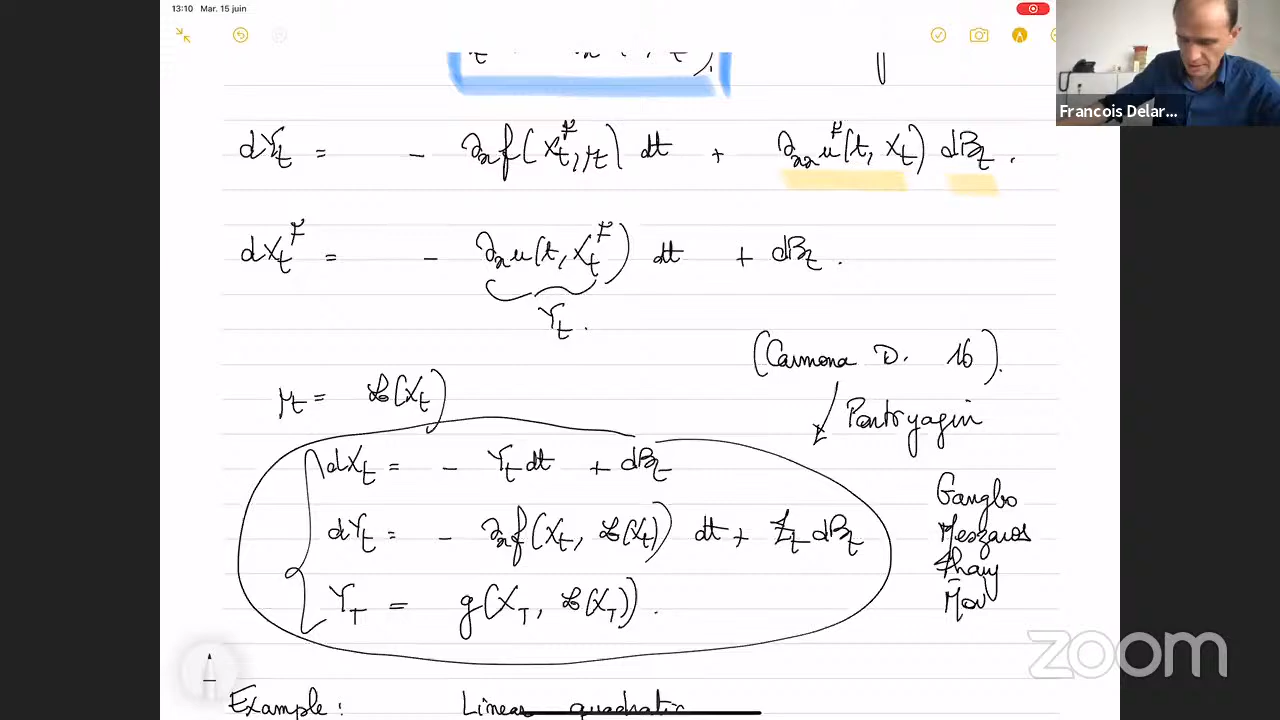 13:10 Mar. 15 juin
Francois Delar...
dY_t = - ∂_x f(X_t^μ, μ_t) dt + ∂_xx u^μ(t, X_t) dB_t.
dX_t^μ = - ∂_x u(t, X_t^μ) dt + dB_t.
Y_t.
(Carmona D. 16).
μ_t = ℒ(X_t)
Pontryagin
dX_t = - Y_t dt + dB_t
dY_t = - ∂_x f(X_t, ℒ(X_t)) dt + Z_t dB_t
Y_T = g(X_T, ℒ(X_T)).
Gangbo
Meszaros
Mou
zoom
Example: Linear quadratic